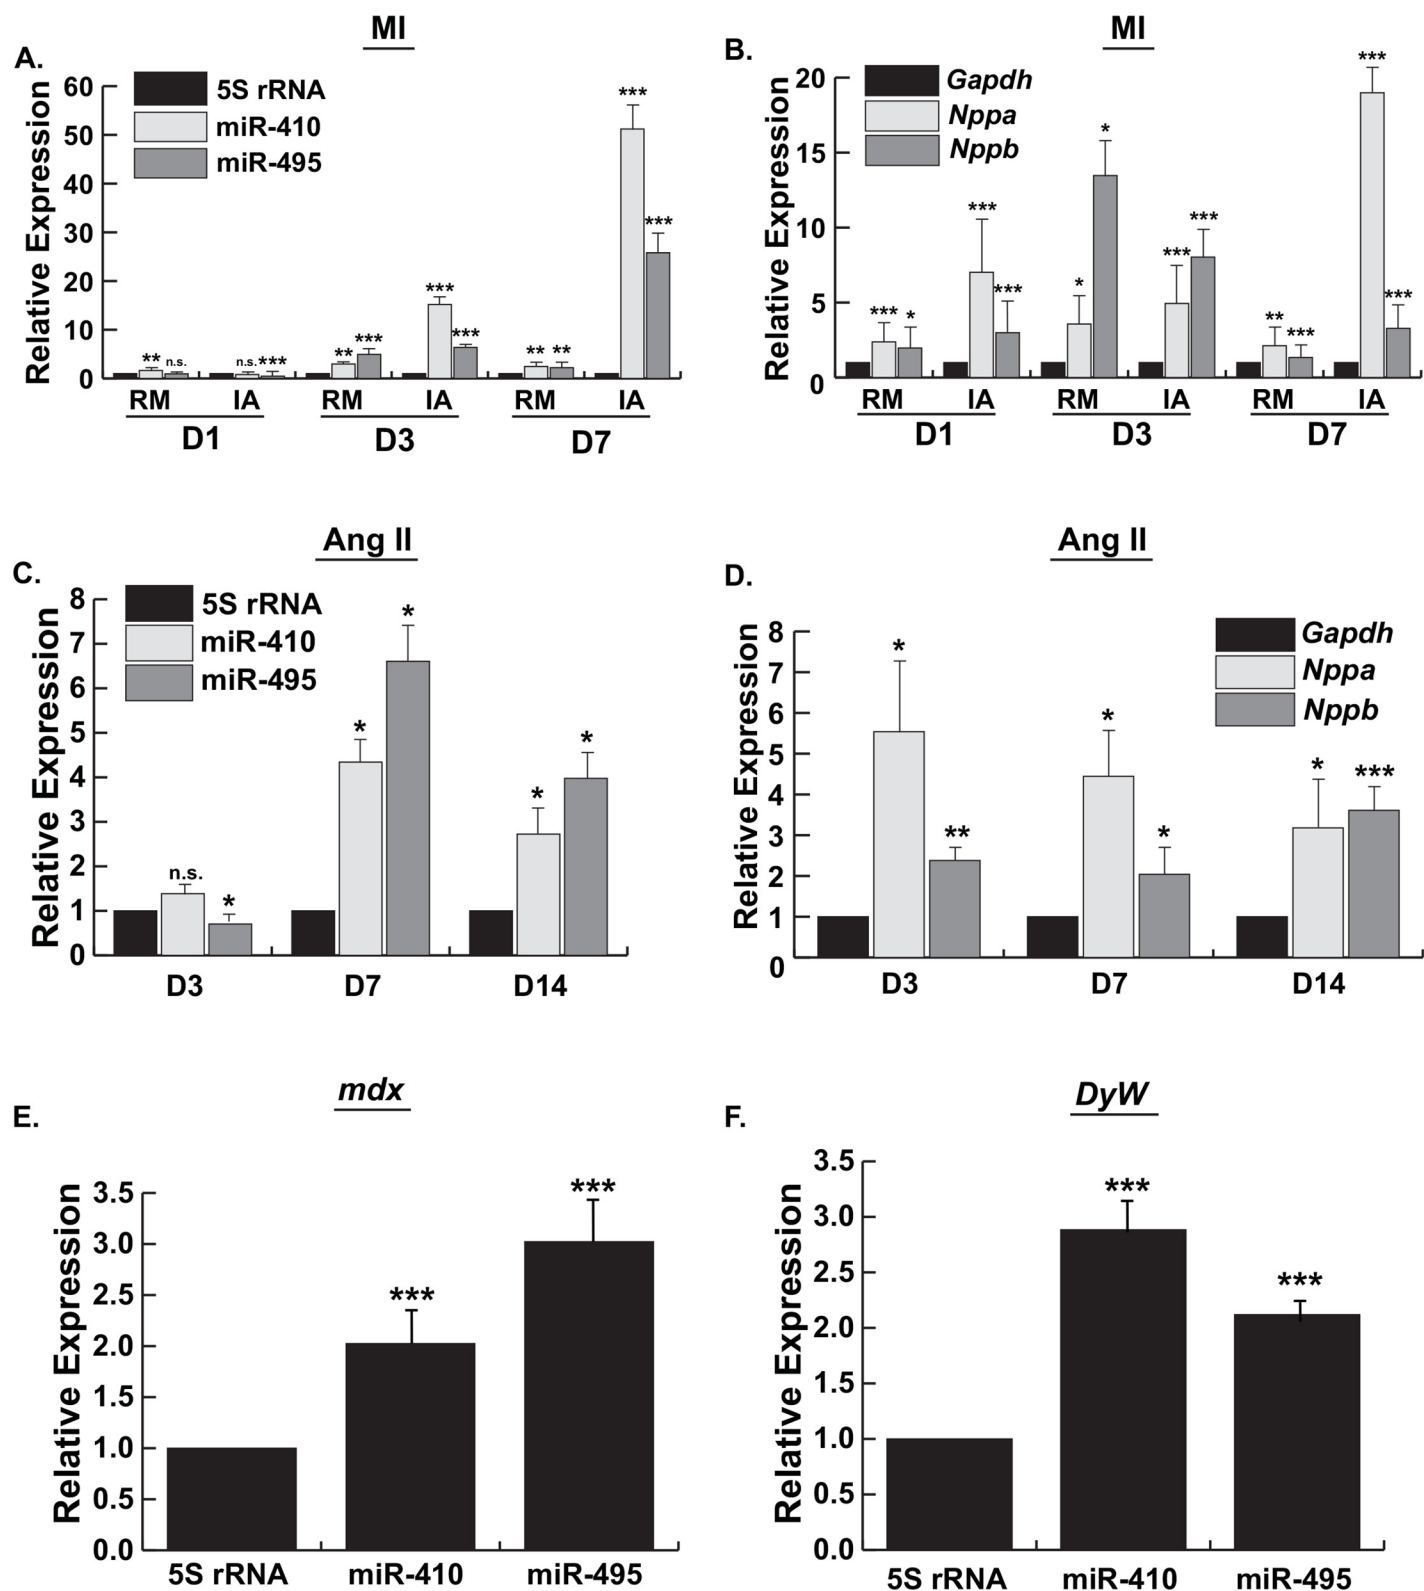 MI
A.
Relative Expression
60
50
40
30
20
10
0
5S rRNA
miR-410
miR-495
** n.s. n.s. *** ** *** *** *** ** ** *** ***
RM IA RM IA RM IA
D1 D3 D7
MI
B.
Relative Expression
20
15
10
5
0
Gapdh
Nppa
Nppb
*** * *** *** * * *** *** ** *** *** ***
RM IA RM IA RM IA
D1 D3 D7
Ang II
C.
Relative Expression
8
7
6
5
4
3
2
1
0
5S rRNA
miR-410
miR-495
n.s. * * * * *
D3 D7 D14
Ang II
D.
Relative Expression
8
7
6
5
4
3
2
1
0
Gapdh
Nppa
Nppb
* ** * * * ***
D3 D7 D14
mdx
E.
Relative Expression
3.5
3.0
2.5
2.0
1.5
1.0
0.5
0.0
*** ***
5S rRNA miR-410 miR-495
DyW
F.
Relative Expression
3.5
3.0
2.5
2.0
1.5
1.0
0.5
0.0
*** ***
5S rRNA miR-410 miR-495